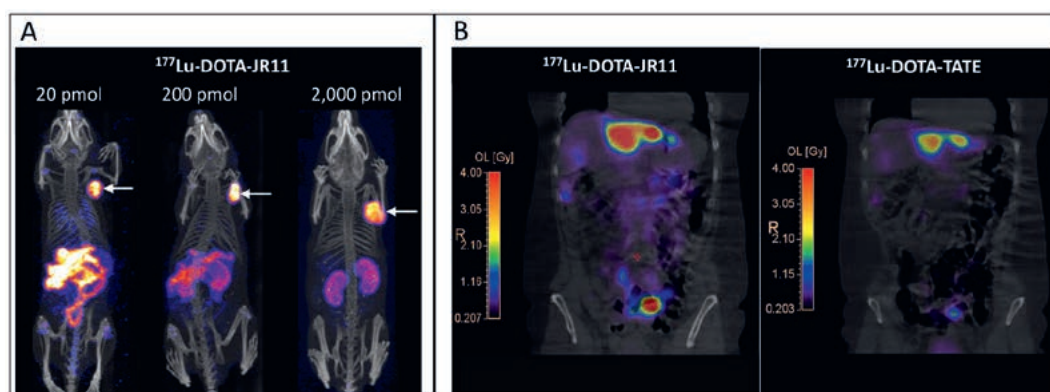 A
¹⁷⁷Lu-DOTA-JR11
20 pmol 200 pmol 2,000 pmol
B
¹⁷⁷Lu-DOTA-JR11
OL [Gy]
4.00
3.05
R
2.10
1.16
0.207
¹⁷⁷Lu-DOTA-TATE
OL [Gy]
4.00
3.05
R
2.10
1.15
0.203